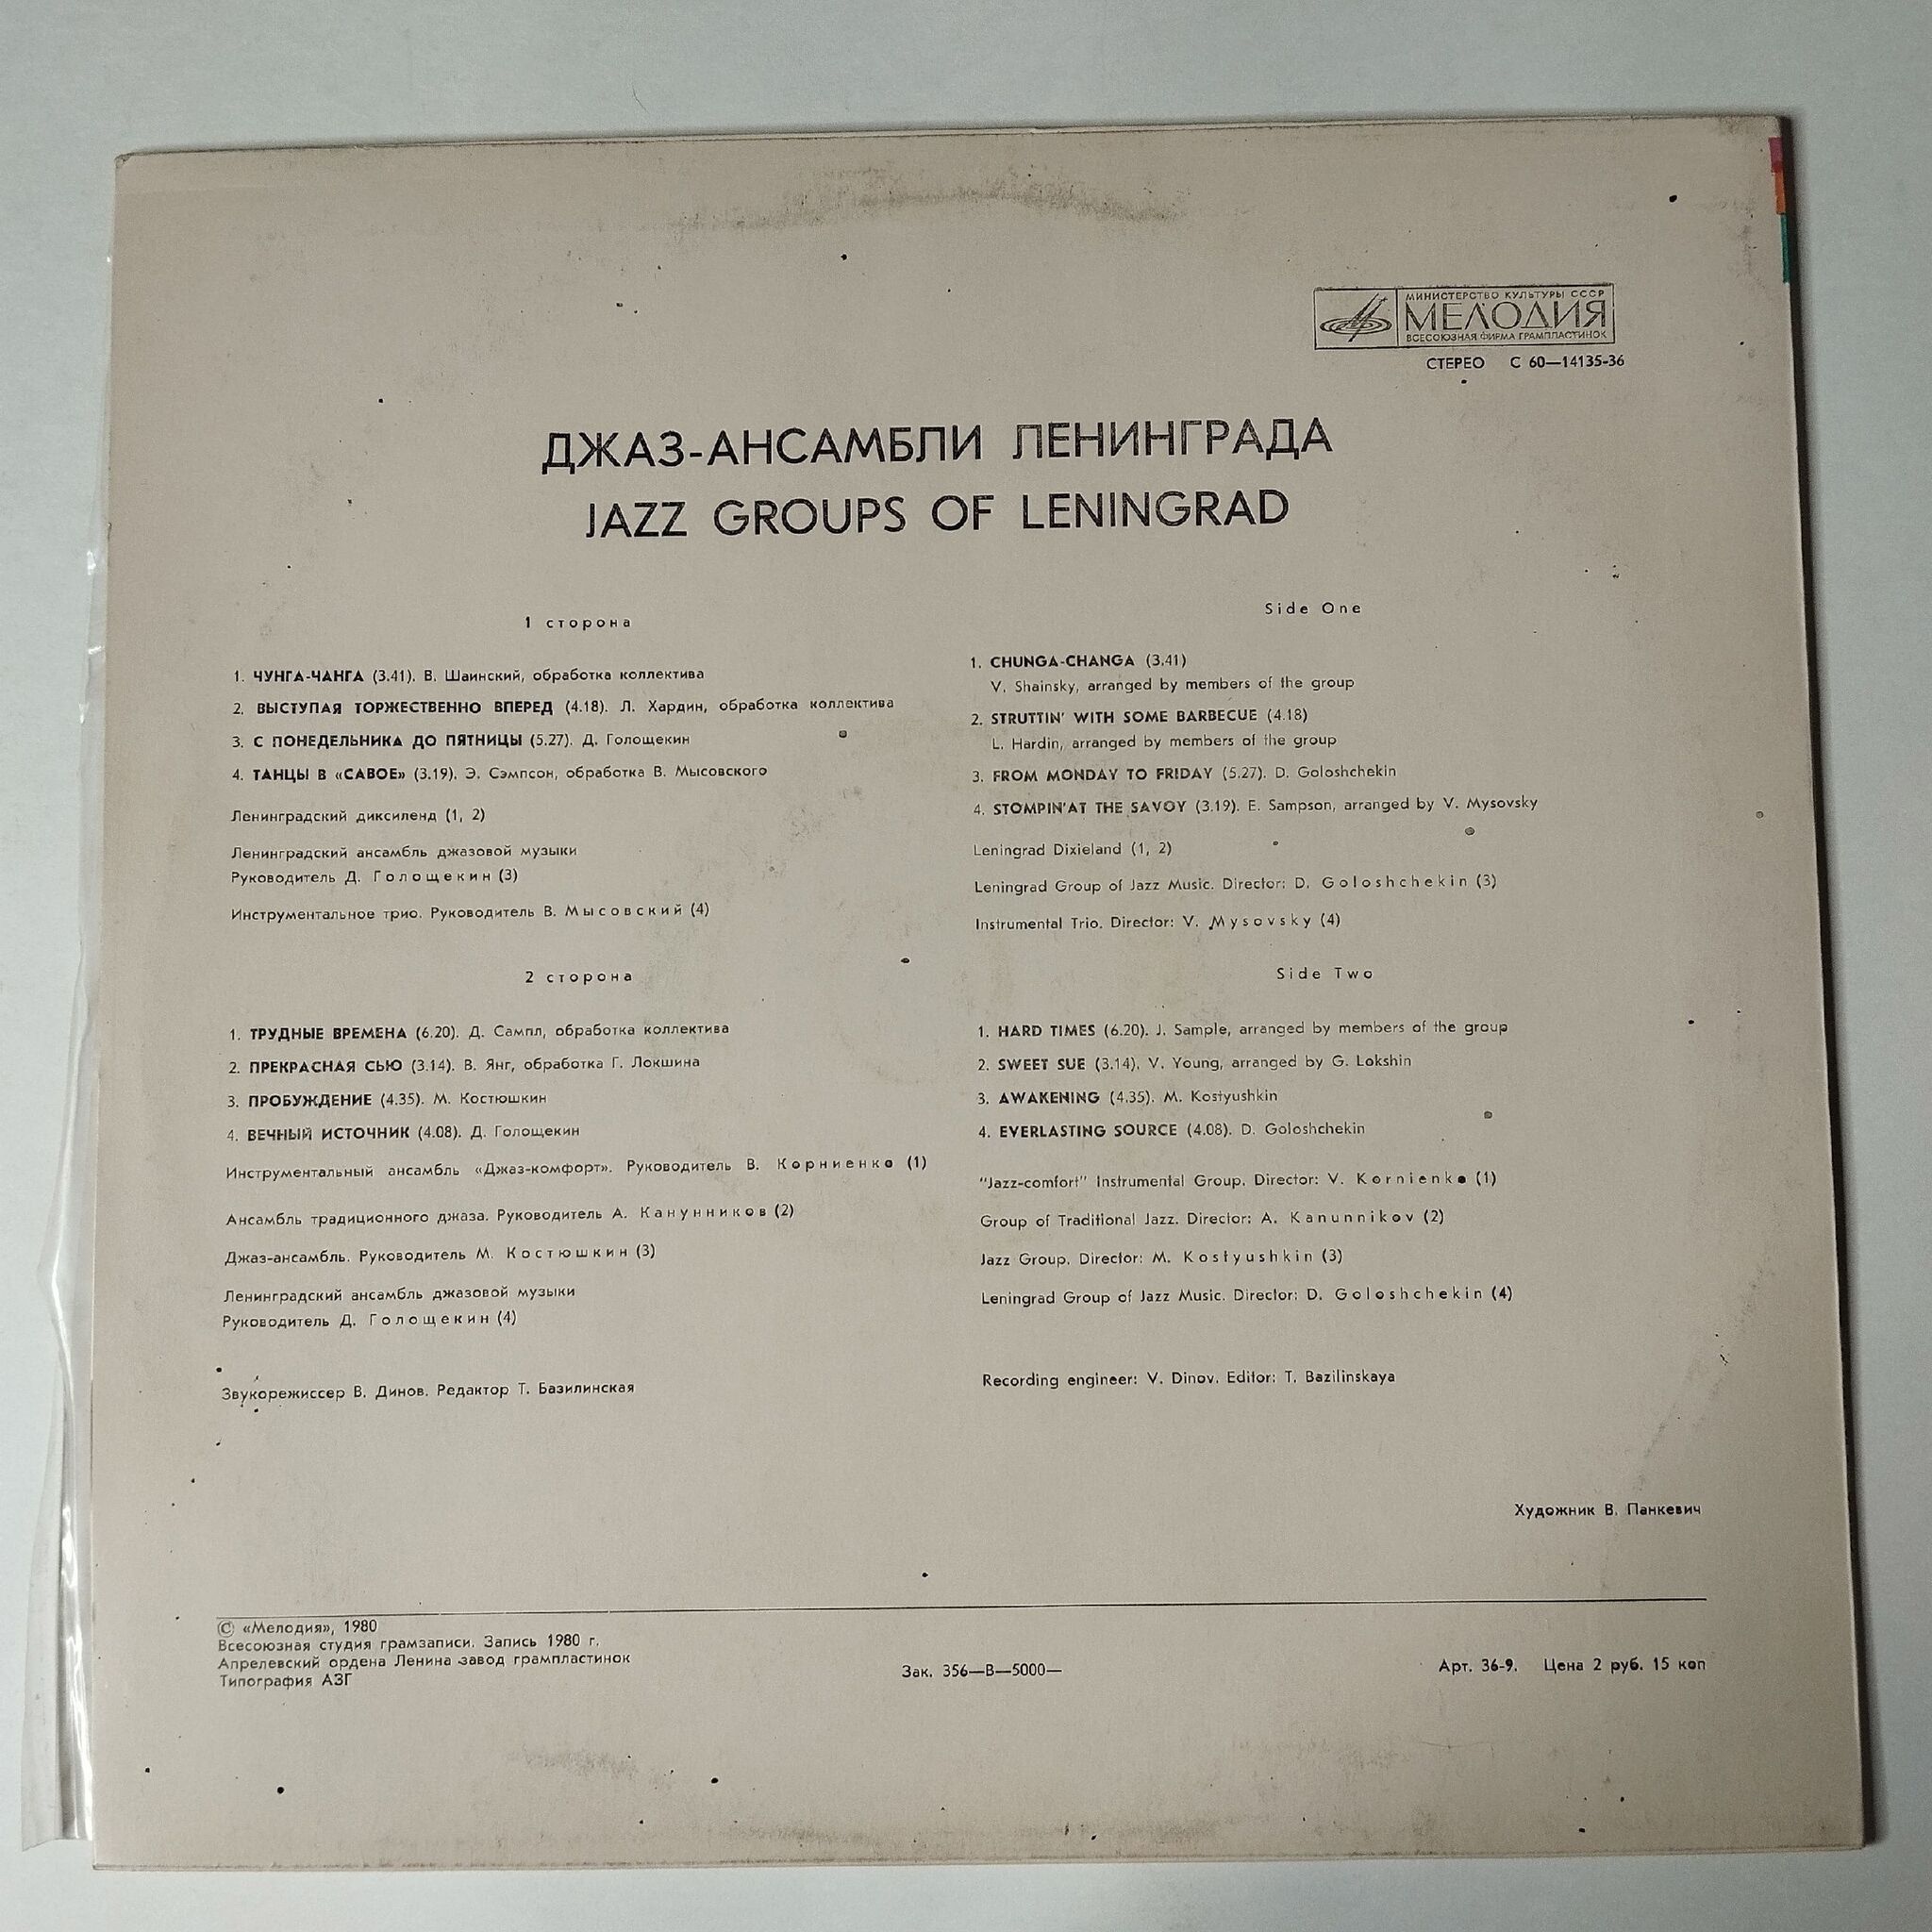 МИНИСТЕРСТВО КУЛЬТУРЫ СССР
МЕЛОДИЯ
ВСЕСОЮЗНАЯ ФИРМА ГРАМПЛАСТИНОК
СТЕРЕО С 60—14135-36
ДЖАЗ-АНСАМБЛИ ЛЕНИНГРАДА
JAZZ GROUPS OF LENINGRAD
1 сторона
1. ЧУНГА-ЧАНГА (3.41). В. Шаинский, обработка коллектива
2. ВЫСТУПАЯ ТОРЖЕСТВЕННО ВПЕРЕД (4.18). Л. Хардин, обработка коллектива
3. С ПОНЕДЕЛЬНИКА ДО ПЯТНИЦЫ (5.27). Д. Голощекин
4. ТАНЦЫ В «САВОЕ» (3.19). Э. Сэмпсон, обработка В. Мысовского
Ленинградский диксиленд (1, 2)
Ленинградский ансамбль джазовой музыки
Руководитель Д. Голощекин (3)
Инструментальное трио. Руководитель В. Мысовский (4)
2 сторона
1. ТРУДНЫЕ ВРЕМЕНА (6.20). Д. Сампл, обработка коллектива
2. ПРЕКРАСНАЯ СЬЮ (3.14). В. Янг, обработка Г. Локшина
3. ПРОБУЖДЕНИЕ (4.35). М. Костюшкин
4. ВЕЧНЫЙ ИСТОЧНИК (4.08). Д. Голощекин
Инструментальный ансамбль «Джаз-комфорт». Руководитель В. Корниенко (1)
Ансамбль традиционного джаза. Руководитель А. Канунников (2)
Джаз-ансамбль. Руководитель М. Костюшкин (3)
Ленинградский ансамбль джазовой музыки
Руководитель Д. Голощекин (4)
Звукорежиссер В. Динов. Редактор Т. Базилинская
Side One
1. CHUNGA-CHANGA (3.41)
V. Shainsky, arranged by members of the group
2. STRUTTIN' WITH SOME BARBECUE (4.18)
L. Hardin, arranged by members of the group
3. FROM MONDAY TO FRIDAY (5.27). D. Goloshchekin
4. STOMPIN'AT THE SAVOY (3.19). E. Sampson, arranged by V. Mysovsky
Leningrad Dixieland (1, 2)
Leningrad Group of Jazz Music. Director: D. Goloshchekin (3)
Instrumental Trio. Director: V. Mysovsky (4)
Side Two
1. HARD TIMES (6.20). J. Sample, arranged by members of the group
2. SWEET SUE (3.14). V. Young, arranged by G. Lokshin
3. AWAKENING (4.35). M. Kostyushkin
4. EVERLASTING SOURCE (4.08). D. Goloshchekin
"Jazz-comfort" Instrumental Group. Director: V. Kornienko (1)
Group of Traditional Jazz. Director: A. Kanunnikov (2)
Jazz Group. Director: M. Kostyushkin (3)
Leningrad Group of Jazz Music. Director: D. Goloshchekin (4)
Recording engineer: V. Dinov. Editor: T. Bazilinskaya
Художник В. Панкевич
© «Мелодия», 1980
Всесоюзная студия грамзаписи. Запись 1980 г.
Апрелевский ордена Ленина завод грампластинок
Типография АЗГ
Зак. 356—В—5000—
Арт. 36-9. Цена 2 руб. 15 коп